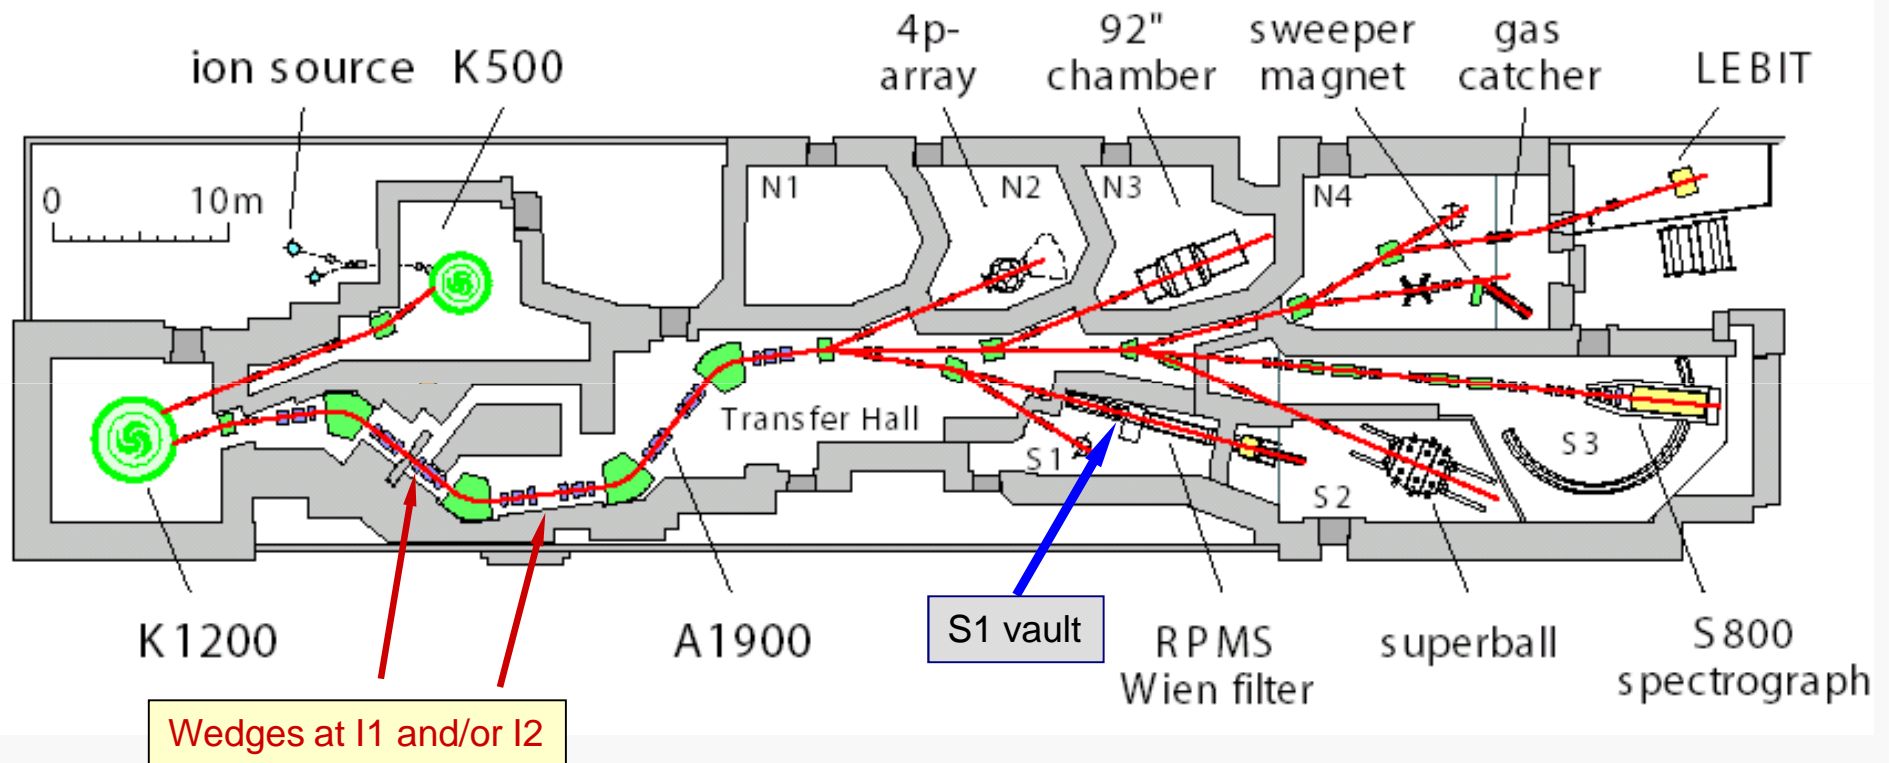 ion source
K500
4p-
array
92"
chamber
sweeper
magnet
gas
catcher
LEBIT
0
10m
N1
N2
N3
N4
Transfer Hall
S1
S2
S3
K1200
A1900
S1 vault
RPMS
Wien filter
superball
S800
spectrograph
Wedges at I1 and/or I2